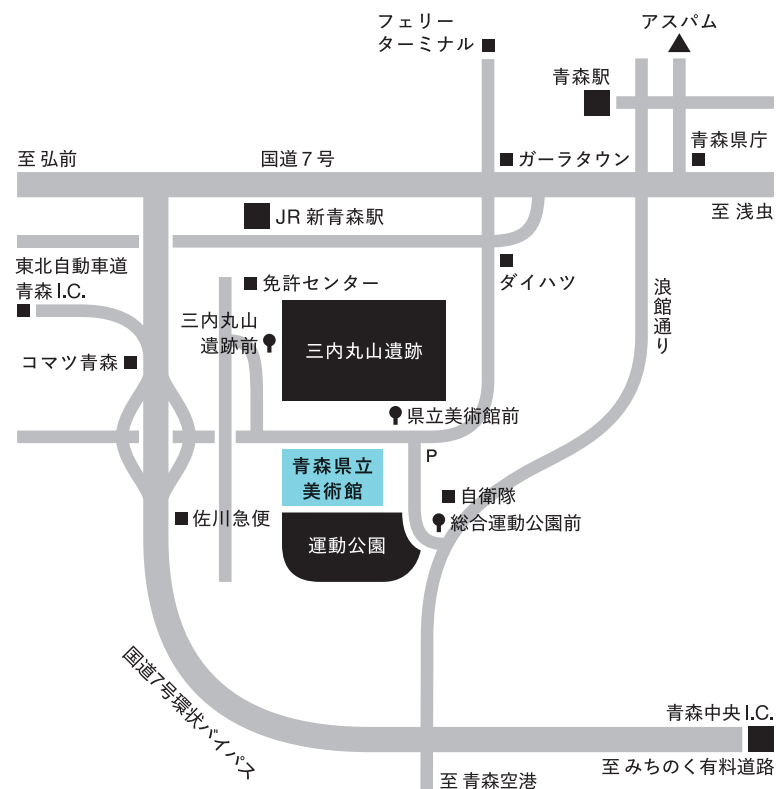 フェリー
ターミナル
アスパム
青森駅
至 弘前
国道7号
ガーラタウン
青森県庁
JR 新青森駅
至 浅虫
東北自動車道
青森 I.C.
免許センター
ダイハツ
浪館通り
三内丸山
遺跡前
三内丸山遺跡
コマツ青森
県立美術館前
P
青森県立
美術館
自衛隊
佐川急便
総合運動公園前
運動公園
国道7号環状バイパス
青森中央 I.C.
至 みちのく有料道路
至 青森空港